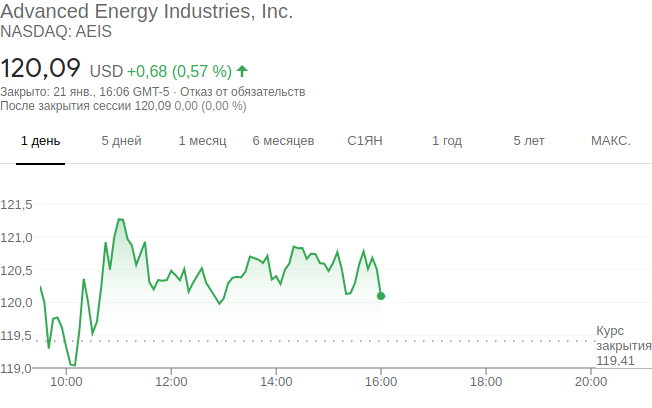 Advanced Energy Industries, Inc.
NASDAQ: AEIS
120,09 USD +0,68 (0,57 %)
Закрыто: 21 янв., 16:06 GMT-5 · Отказ от обязательств
После закрытия сессии 120,09 0,00 (0,00 %)
1 день 5 дней 1 месяц 6 месяцев С1ЯН 1 год 5 лет МАКС.
121,5
121,0
120,5
120,0
119,5
Курс
закрытия
119,41
119,0
10:00 12:00 14:00 16:00 18:00 20:00